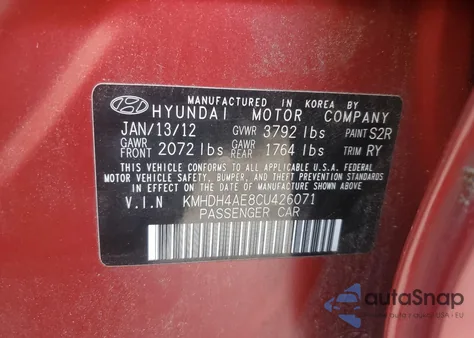 MANUFACTURED IN KOREA BY
HYUNDAI MOTOR COMPANY
JAN/13/12 GVWR 3792 lbs PAINT S2R
GAWR FRONT 2072 lbs GAWR REAR 1764 lbs TRIM RY
THIS VEHICLE CONFORMS TO ALL APPLICABLE U.S. FEDERAL
MOTOR VEHICLE SAFETY, BUMPER, AND THEFT PREVENTION STANDARDS
IN EFFECT ON THE DATE OF MANUFACTURE SHOWN ABOVE.
V.I.N KMHDH4AE8CU426071
PASSENGER CAR
autoSnap